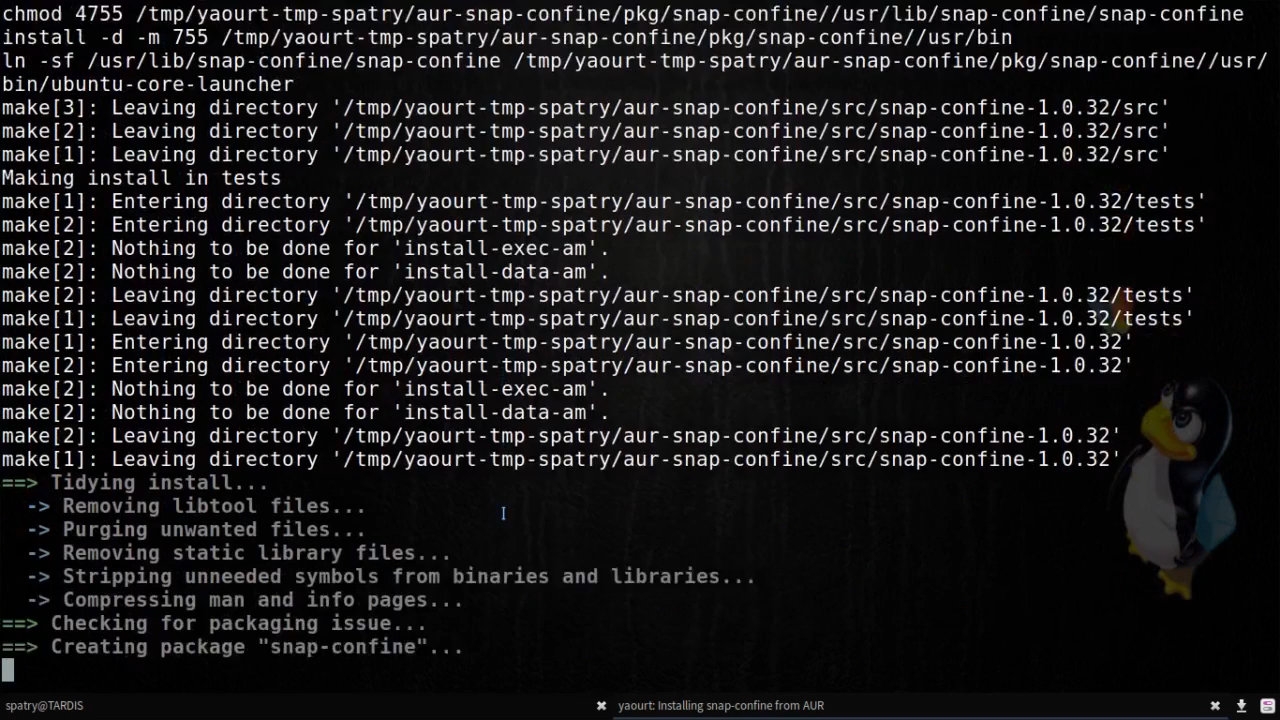 chmod 4755 /tmp/yaourt-tmp-spatry/aur-snap-confine/pkg/snap-confine//usr/lib/snap-confine/snap-confine
install -d -m 755 /tmp/yaourt-tmp-spatry/aur-snap-confine/pkg/snap-confine//usr/bin
ln -sf /usr/lib/snap-confine/snap-confine /tmp/yaourt-tmp-spatry/aur-snap-confine/pkg/snap-confine//usr/
bin/ubuntu-core-launcher
make[3]: Leaving directory '/tmp/yaourt-tmp-spatry/aur-snap-confine/src/snap-confine-1.0.32/src'
make[2]: Leaving directory '/tmp/yaourt-tmp-spatry/aur-snap-confine/src/snap-confine-1.0.32/src'
make[1]: Leaving directory '/tmp/yaourt-tmp-spatry/aur-snap-confine/src/snap-confine-1.0.32/src'
Making install in tests
make[1]: Entering directory '/tmp/yaourt-tmp-spatry/aur-snap-confine/src/snap-confine-1.0.32/tests'
make[2]: Entering directory '/tmp/yaourt-tmp-spatry/aur-snap-confine/src/snap-confine-1.0.32/tests'
make[2]: Nothing to be done for 'install-exec-am'.
make[2]: Nothing to be done for 'install-data-am'.
make[2]: Leaving directory '/tmp/yaourt-tmp-spatry/aur-snap-confine/src/snap-confine-1.0.32/tests'
make[1]: Leaving directory '/tmp/yaourt-tmp-spatry/aur-snap-confine/src/snap-confine-1.0.32/tests'
make[1]: Entering directory '/tmp/yaourt-tmp-spatry/aur-snap-confine/src/snap-confine-1.0.32'
make[2]: Entering directory '/tmp/yaourt-tmp-spatry/aur-snap-confine/src/snap-confine-1.0.32'
make[2]: Nothing to be done for 'install-exec-am'.
make[2]: Nothing to be done for 'install-data-am'.
make[2]: Leaving directory '/tmp/yaourt-tmp-spatry/aur-snap-confine/src/snap-confine-1.0.32'
make[1]: Leaving directory '/tmp/yaourt-tmp-spatry/aur-snap-confine/src/snap-confine-1.0.32'
==> Tidying install...
  -> Removing libtool files...
  -> Purging unwanted files...
  -> Removing static library files...
  -> Stripping unneeded symbols from binaries and libraries...
  -> Compressing man and info pages...
==> Checking for packaging issue...
==> Creating package "snap-confine"...
spatry@TARDIS
yaourt: Installing snap-confine from AUR